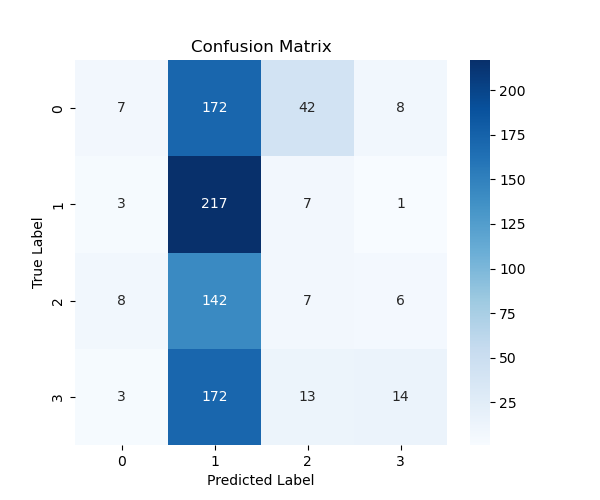 Confusion Matrix
0 7 172 42 8
1 3 217 7 1
2 8 142 7 6
3 3 172 13 14
0 1 2 3
Predicted Label
True Label
200
175
150
125
100
75
50
25